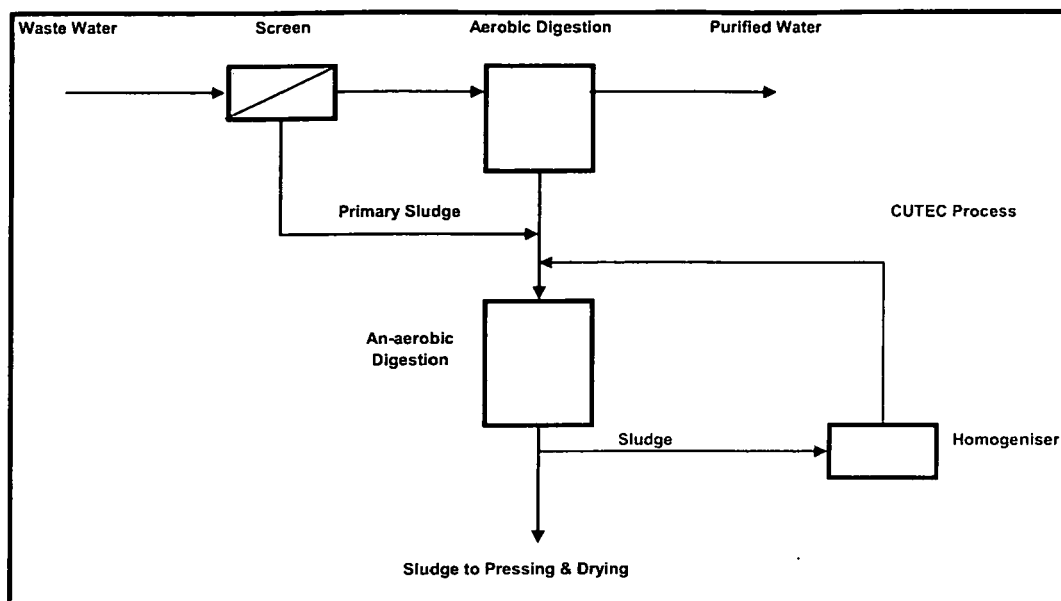 Waste Water
Screen
Aerobic Digestion
Purified Water
Primary Sludge
CUTEC Process
An-aerobic
Digestion
Sludge
Homogeniser
Sludge to Pressing & Drying